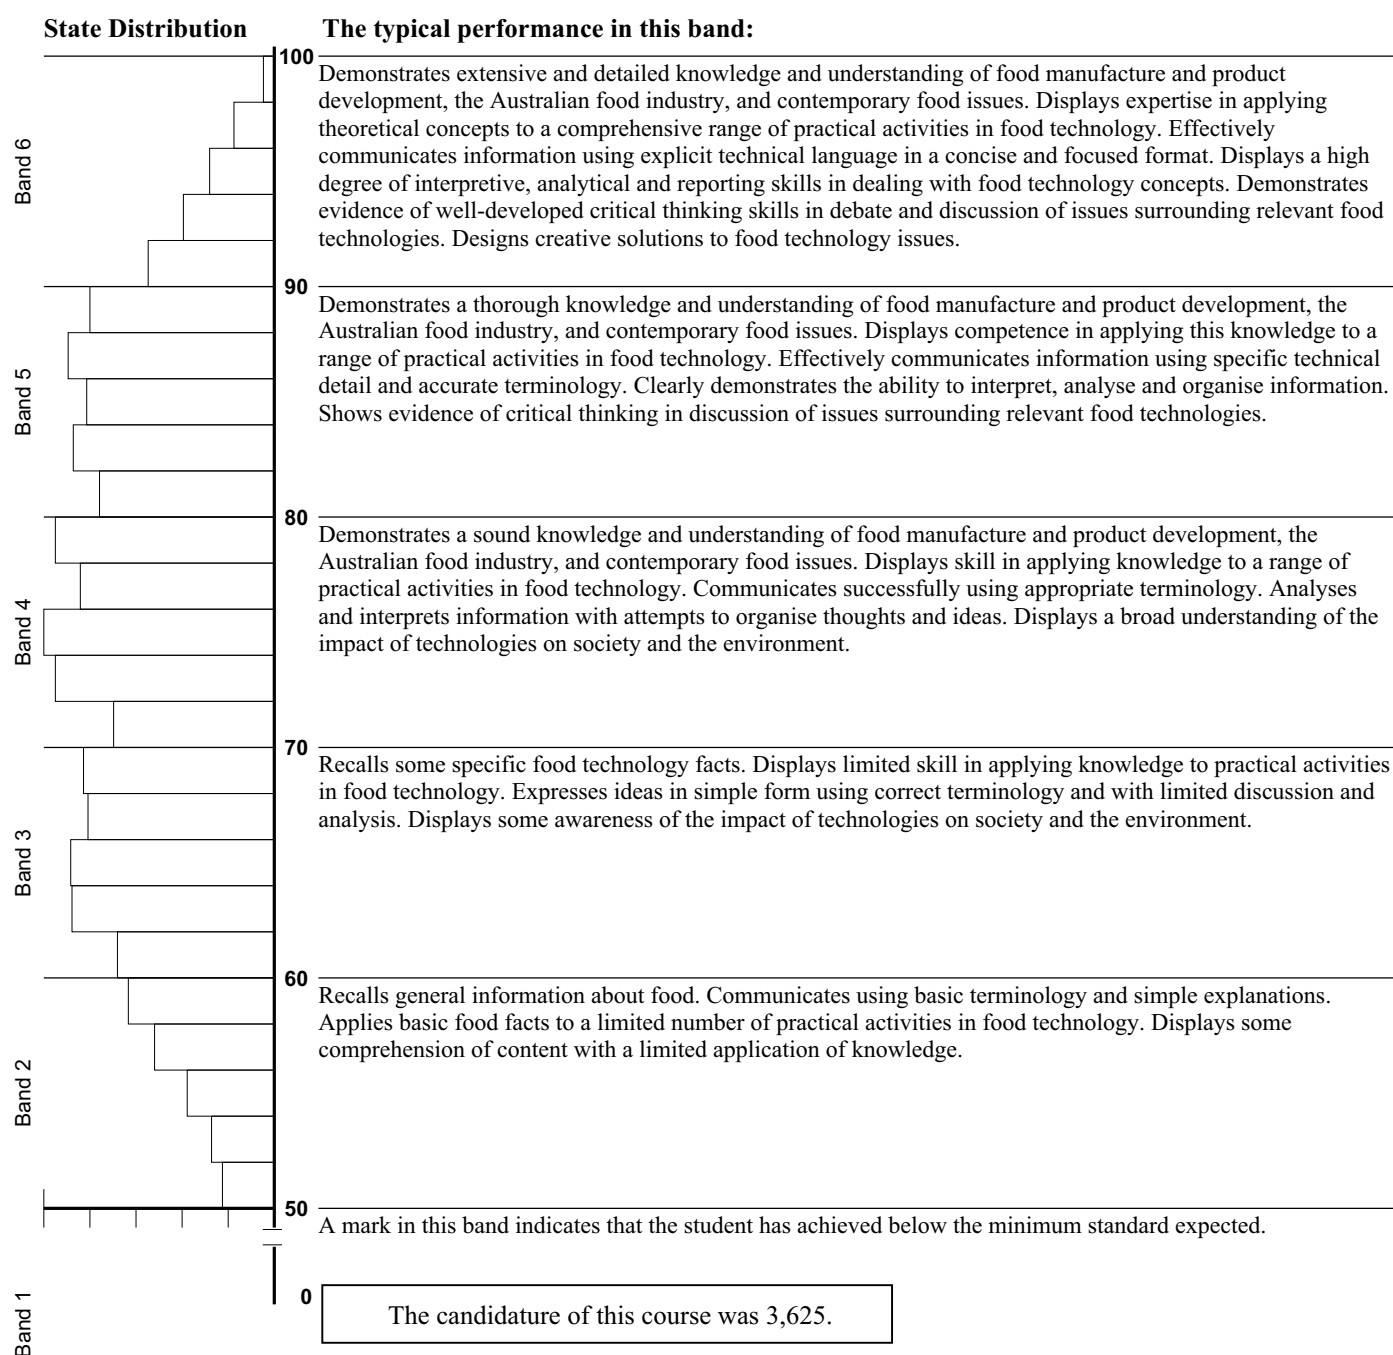 State Distribution
The typical performance in this band:
100
Band 6
Demonstrates extensive and detailed knowledge and understanding of food manufacture and product
development, the Australian food industry, and contemporary food issues. Displays expertise in applying
theoretical concepts to a comprehensive range of practical activities in food technology. Effectively
communicates information using explicit technical language in a concise and focused format. Displays a high
degree of interpretive, analytical and reporting skills in dealing with food technology concepts. Demonstrates
evidence of well-developed critical thinking skills in debate and discussion of issues surrounding relevant food
technologies. Designs creative solutions to food technology issues.
90
Band 5
Demonstrates a thorough knowledge and understanding of food manufacture and product development, the
Australian food industry, and contemporary food issues. Displays competence in applying this knowledge to a
range of practical activities in food technology. Effectively communicates information using specific technical
detail and accurate terminology. Clearly demonstrates the ability to interpret, analyse and organise information.
Shows evidence of critical thinking in discussion of issues surrounding relevant food technologies.
80
Band 4
Demonstrates a sound knowledge and understanding of food manufacture and product development, the
Australian food industry, and contemporary food issues. Displays skill in applying knowledge to a range of
practical activities in food technology. Communicates successfully using appropriate terminology. Analyses
and interprets information with attempts to organise thoughts and ideas. Displays a broad understanding of the
impact of technologies on society and the environment.
70
Band 3
Recalls some specific food technology facts. Displays limited skill in applying knowledge to practical activities
in food technology. Expresses ideas in simple form using correct terminology and with limited discussion and
analysis. Displays some awareness of the impact of technologies on society and the environment.
60
Band 2
Recalls general information about food. Communicates using basic terminology and simple explanations.
Applies basic food facts to a limited number of practical activities in food technology. Displays some
comprehension of content with a limited application of knowledge.
50
A mark in this band indicates that the student has achieved below the minimum standard expected.
Band 1
0
The candidature of this course was 3,625.